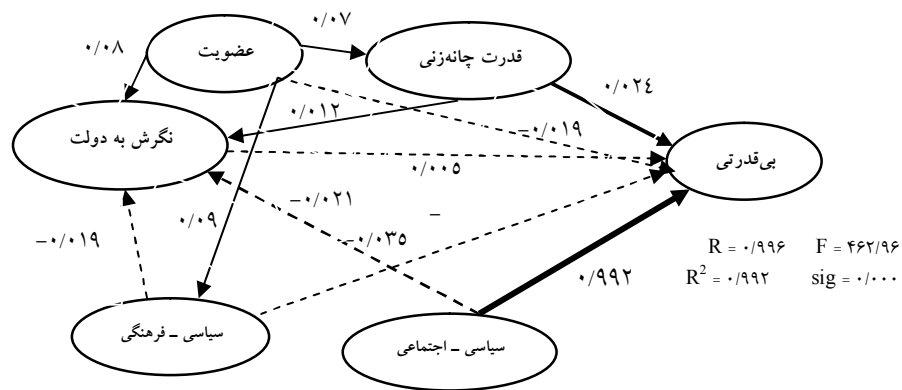 ۰/۰۷
عضویت
۰/۰۸
قدرت چانه‌زنی
۰/۰۲۴
۰/۰۱۲
−۰/۰۱۹
نگرش به دولت
بی‌قدرتی
۰/۰۰۵
−۰/۰۲۱
۰/۰۹
−
−۰/۰۱۹
−۰/۰۳۵
R = ۰/۹۹۶ F = ۴۶۲/۹۶
۰/۹۹۲
R² = ۰/۹۹۲ sig = ۰/۰۰۰
سیاسی ـ فرهنگی
سیاسی ـ اجتماعی